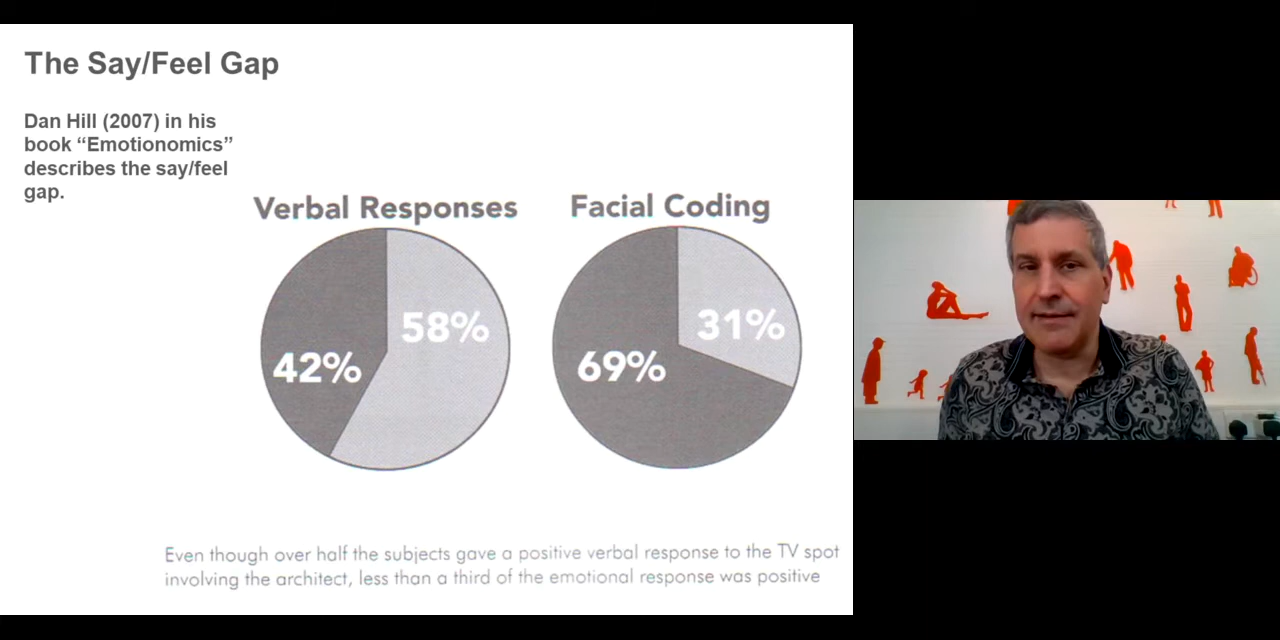 The Say/Feel Gap
Dan Hill (2007) in his
book “Emotionomics”
describes the say/feel
gap.
Verbal Responses
Facial Coding
58%
42%
31%
69%
Even though over half the subjects gave a positive verbal response to the TV spot
involving the architect, less than a third of the emotional response was positive